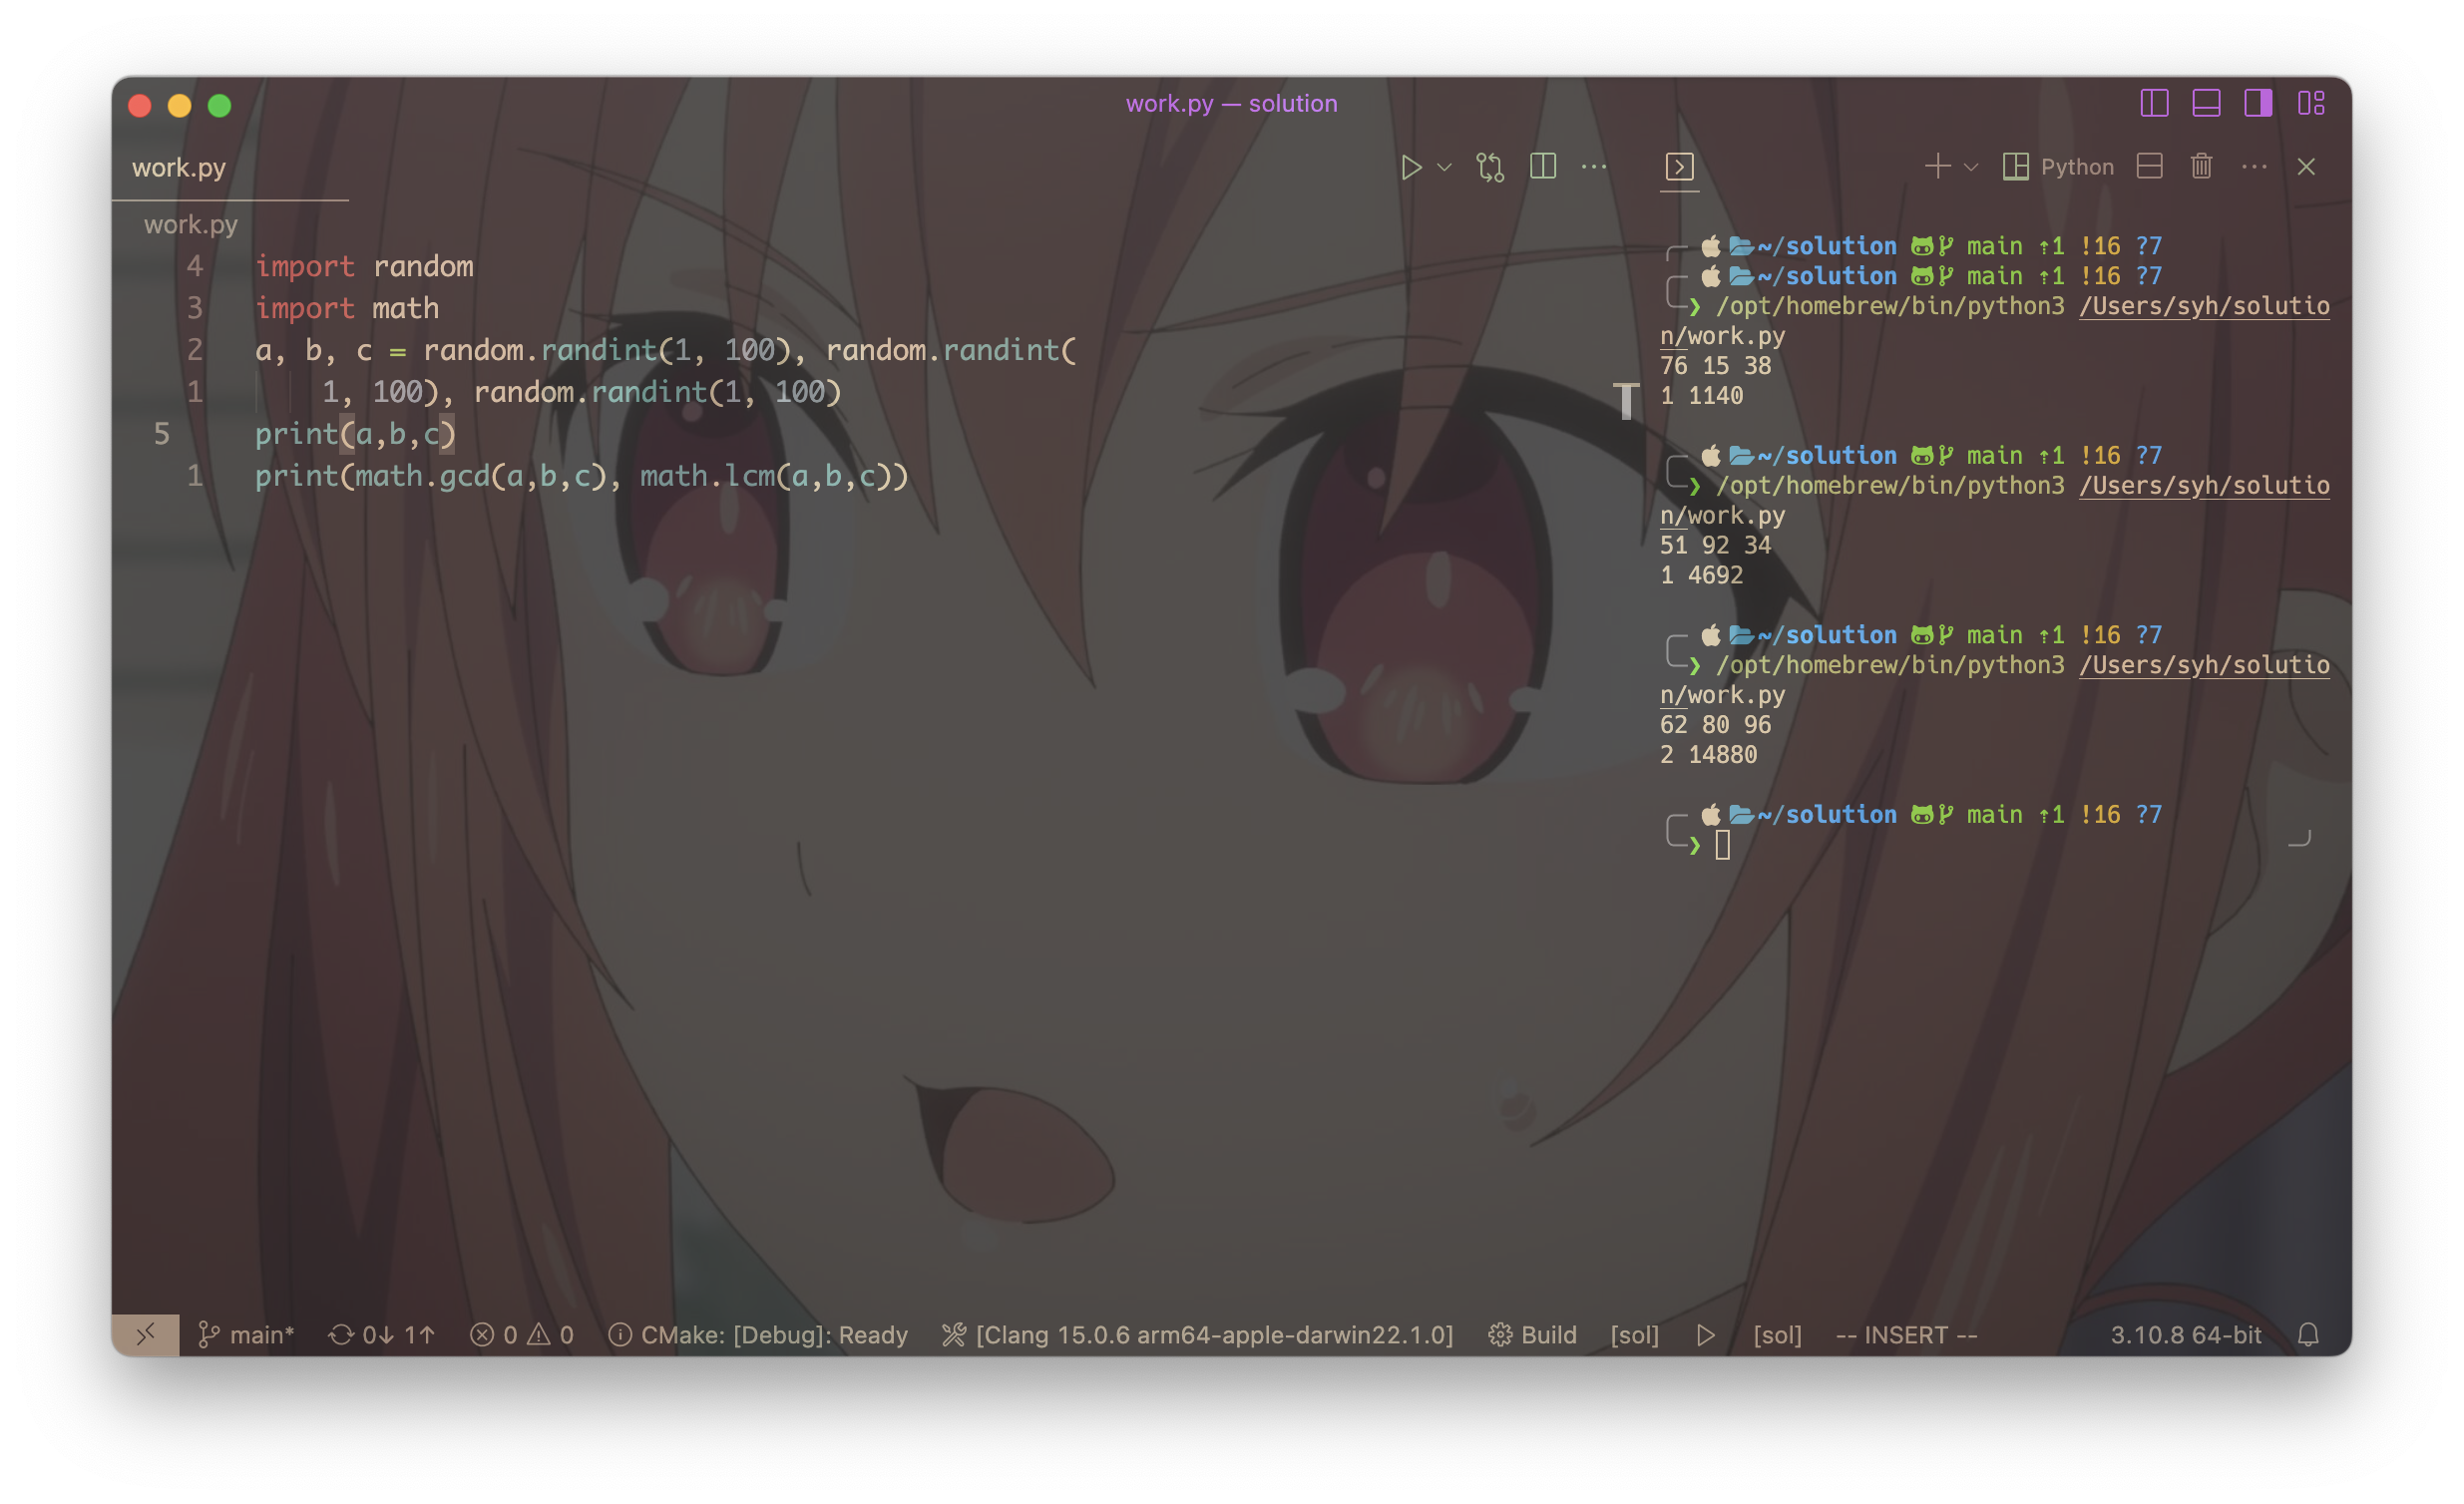 work.py — solution
work.py
Python
work.py
4 import random
3 import math
2 a, b, c = random.randint(1, 100), random.randint(
1 1, 100), random.randint(1, 100)
5 print(a,b,c)
1 print(math.gcd(a,b,c), math.lcm(a,b,c))
~/solution main ⇡1 !16 ?7
~/solution main ⇡1 !16 ?7
❯ /opt/homebrew/bin/python3 /Users/syh/solutio
n/work.py
76 15 38
1 1140
~/solution main ⇡1 !16 ?7
❯ /opt/homebrew/bin/python3 /Users/syh/solutio
n/work.py
51 92 34
1 4692
~/solution main ⇡1 !16 ?7
❯ /opt/homebrew/bin/python3 /Users/syh/solutio
n/work.py
62 80 96
2 14880
~/solution main ⇡1 !16 ?7
❯
main* 0↓ 1↑ 0 0 CMake: [Debug]: Ready [Clang 15.0.6 arm64-apple-darwin22.1.0] Build [sol] [sol] -- INSERT -- 3.10.8 64-bit